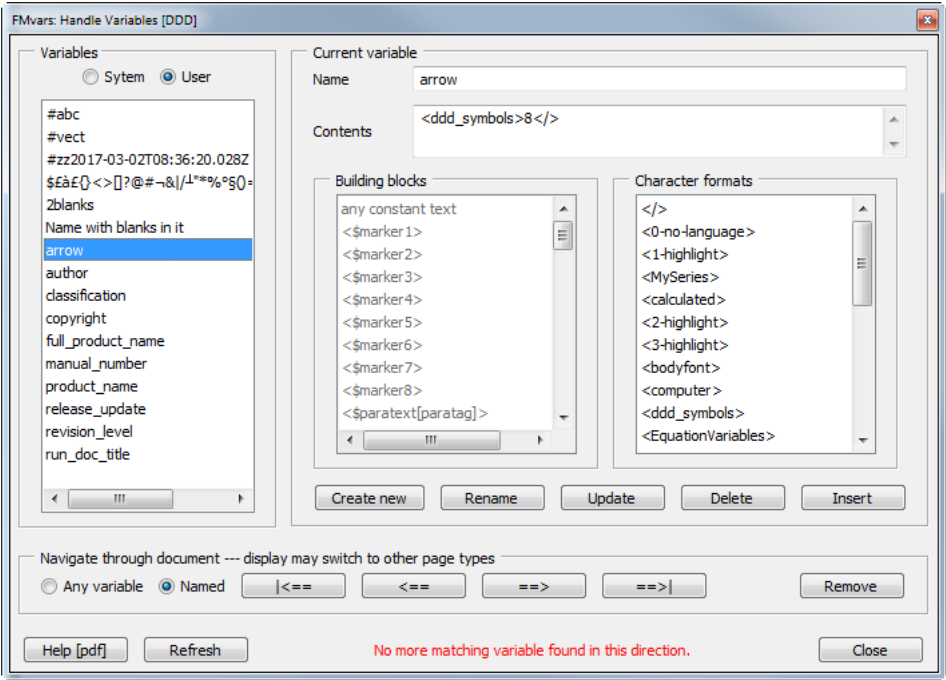 FMvars: Handle Variables [DDD]
Variables
Sytem
User
#abc
#vect
#zz2017-03-02T08:36:20.028Z
$£à£{}<>[]?@#¬&|/┴"*%°§()=
2blanks
Name with blanks in it
arrow
author
classification
copyright
full_product_name
manual_number
product_name
release_update
revision_level
run_doc_title
Current variable
Name
arrow
Contents
<ddd_symbols>8</>
Building blocks
any constant text
<$marker1>
<$marker2>
<$marker3>
<$marker4>
<$marker5>
<$marker6>
<$marker7>
<$marker8>
<$paratext[paratag]>
Character formats
</>
<0-no-language>
<1-highlight>
<MySeries>
<calculated>
<2-highlight>
<3-highlight>
<bodyfont>
<computer>
<ddd_symbols>
<EquationVariables>
Create new
Rename
Update
Delete
Insert
Navigate through document --- display may switch to other page types
Any variable
Named
|<==
<==
==>
==>|
Remove
Help [pdf]
Refresh
No more matching variable found in this direction.
Close